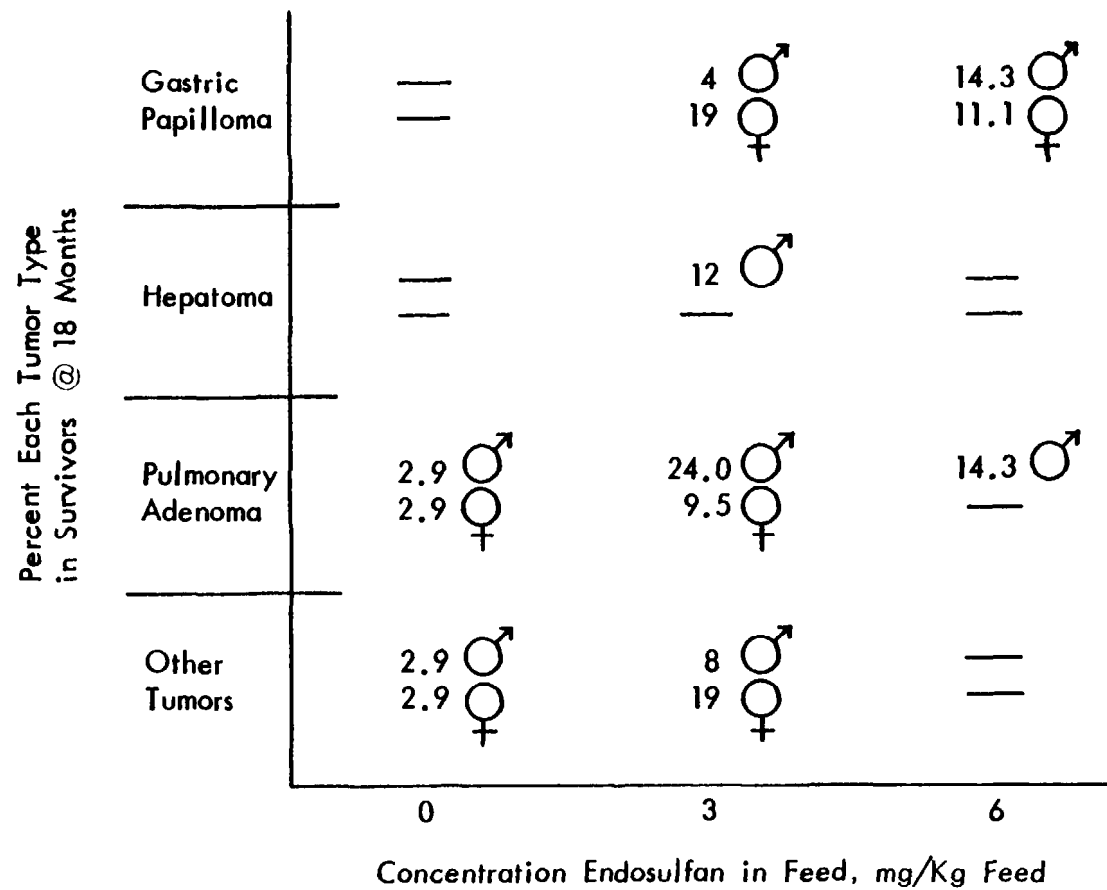 Percent Each Tumor Type
in Survivors @ 18 Months
Gastric
Papilloma
— 4 ♂ 14.3 ♂
— 19 ♀ 11.1 ♀
Hepatoma
— 12 ♂ —
— — —
Pulmonary
Adenoma
2.9 ♂ 24.0 ♂ 14.3 ♂
2.9 ♀ 9.5 ♀ —
Other
Tumors
2.9 ♂ 8 ♂ —
2.9 ♀ 19 ♀ —
0 3 6
Concentration Endosulfan in Feed, mg/Kg Feed